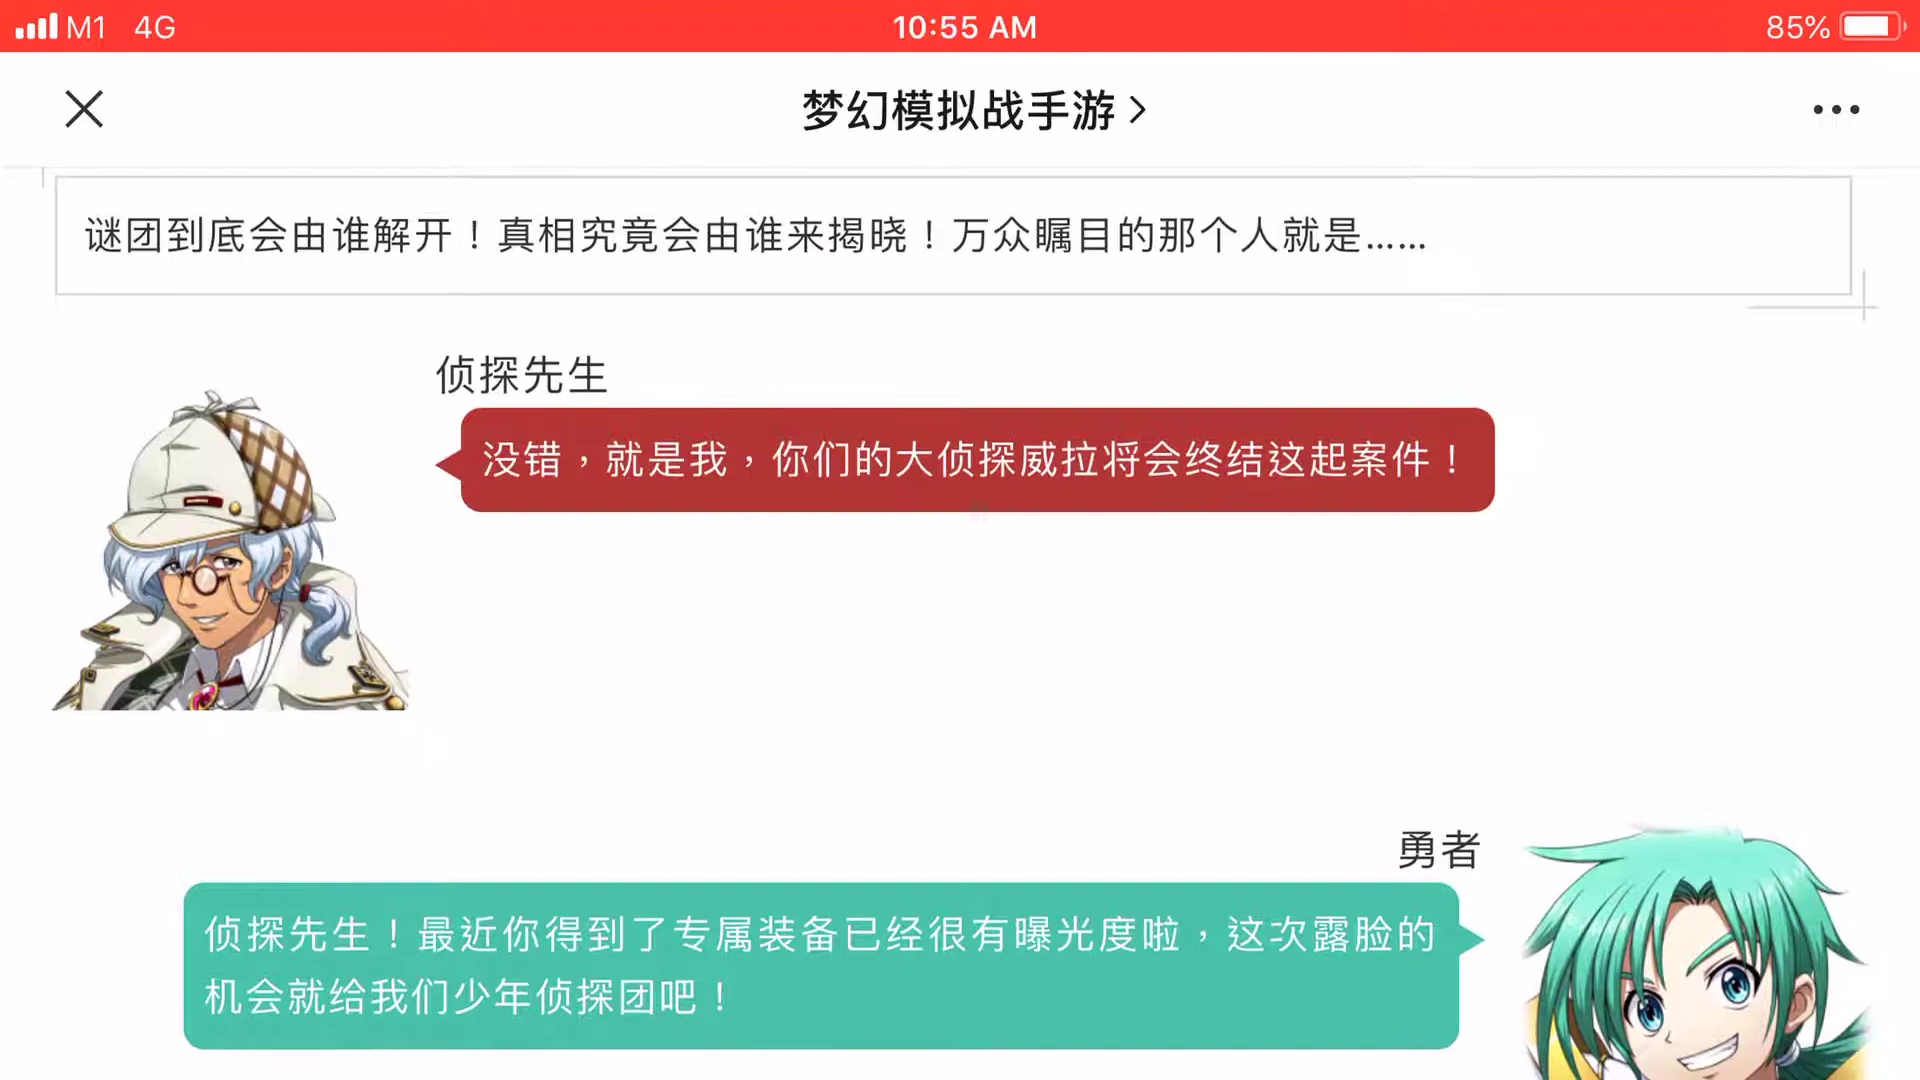 M1 4G 10:55 AM 85%
梦幻模拟战手游
谜团到底会由谁解开！真相究竟会由谁来揭晓！万众瞩目的那个人就是……
侦探先生
没错，就是我，你们的大侦探威拉将会终结这起案件！
勇者
侦探先生！最近你得到了专属装备已经很有曝光度啦，这次露脸的
机会就给我们少年侦探团吧！